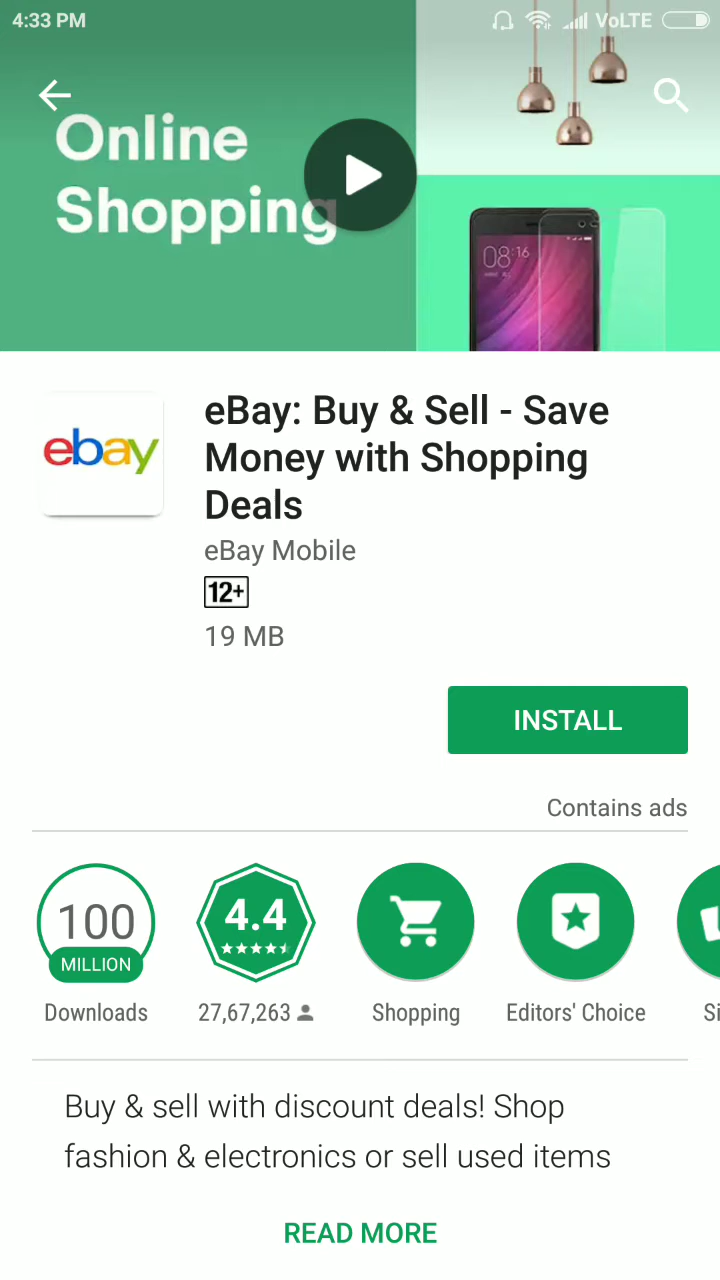 4:33 PM
VoLTE
Online
Shopping
08:16
ebay
eBay: Buy & Sell - Save
Money with Shopping
Deals
eBay Mobile
12+
19 MB
INSTALL
Contains ads
100
MILLION
4.4
Downloads
27,67,263
Shopping
Editors' Choice
Si
Buy & sell with discount deals! Shop
fashion & electronics or sell used items
READ MORE